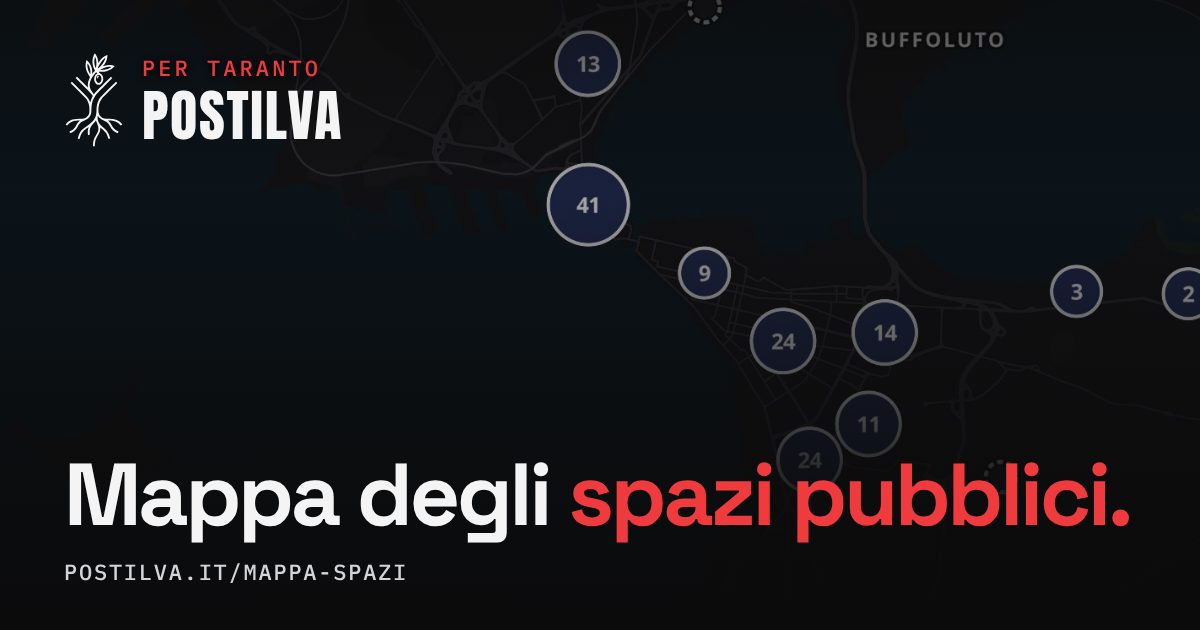 PER TARANTO
POSTILVA
BUFFOLUTO
13
41
9
3
2
24
14
11
24
Mappa degli spazi pubblici.
POSTILVA.IT/MAPPA-SPAZI